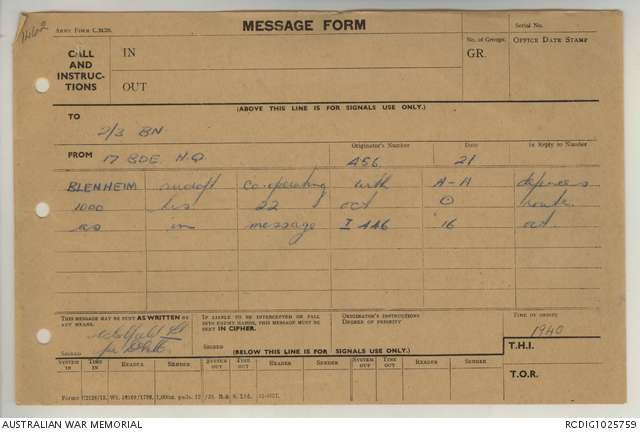 MESSAGE FORM
Army Form C.2128.
Serial No.
CALL AND INSTRUCTIONS
IN
OUT
No. of Groups.
GR.
OFFICE DATE STAMP
(ABOVE THIS LINE IS FOR SIGNALS USE ONLY.)
TO
2/3 BN
Originator's Number
Date
In Reply to Number
FROM 17 BDE. H.Q.
456
21
BLENHEIM aircraft co-operating with A-A defences
1000 hrs 22 oct route
as in message I 446 16 oct.
THIS MESSAGE MAY BE SENT AS WRITTEN BY ANY MEANS.
IF LIABLE TO BE INTERCEPTED OR FALL INTO ENEMY HANDS, THIS MESSAGE MUST BE SENT IN CIPHER.
ORIGINATOR'S INSTRUCTIONS
DEGREE OF PRIORITY
TIME OF ORIGIN
1940
SIGNED
SIGNED
(BELOW THIS LINE IS FOR SIGNALS USE ONLY.)
T.H.I.
SYSTEM IN
TIME IN
READER
SENDER
SYSTEM OUT
TIME OUT
READER
SENDER
SYSTEM OUT
TIME OUT
READER
SENDER
T.O.R.
AUSTRALIAN WAR MEMORIAL
RCDIG1025759